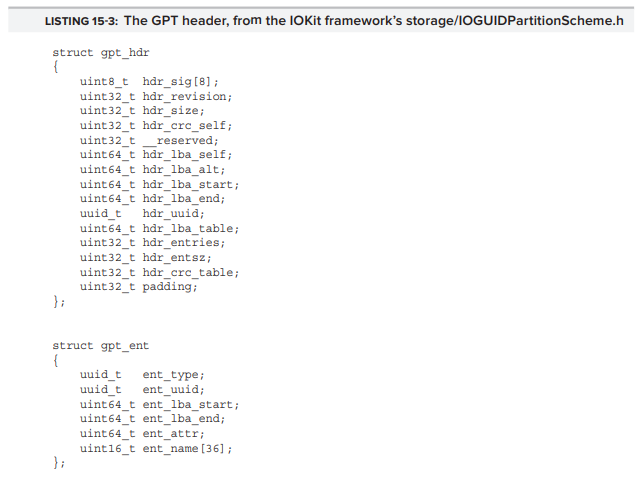 LISTING 15-3: The GPT header, from the IOKit framework's storage/IOGUIDPartitionScheme.h
struct gpt_hdr
{
    uint8_t  hdr_sig[8];
    uint32_t hdr_revision;
    uint32_t hdr_size;
    uint32_t hdr_crc_self;
    uint32_t __reserved;
    uint64_t hdr_lba_self;
    uint64_t hdr_lba_alt;
    uint64_t hdr_lba_start;
    uint64_t hdr_lba_end;
    uuid_t   hdr_uuid;
    uint64_t hdr_lba_table;
    uint32_t hdr_entries;
    uint32_t hdr_entsz;
    uint32_t hdr_crc_table;
    uint32_t padding;
};
struct gpt_ent
{
    uuid_t   ent_type;
    uuid_t   ent_uuid;
    uint64_t ent_lba_start;
    uint64_t ent_lba_end;
    uint64_t ent_attr;
    uint16_t ent_name[36];
};